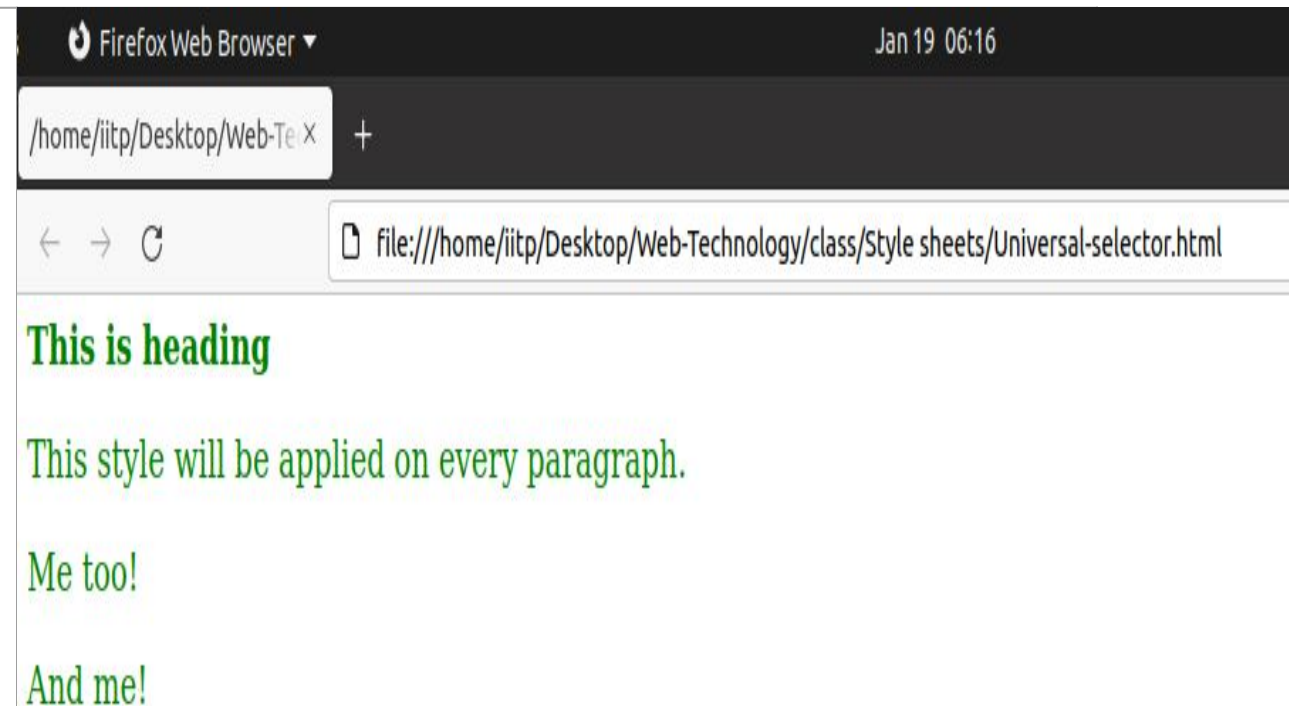 Firefox Web Browser
Jan 19 06:16
/home/iitp/Desktop/Web-Te
file:///home/iitp/Desktop/Web-Technology/class/Style sheets/Universal-selector.html
This is heading
This style will be applied on every paragraph.
Me too!
And me!